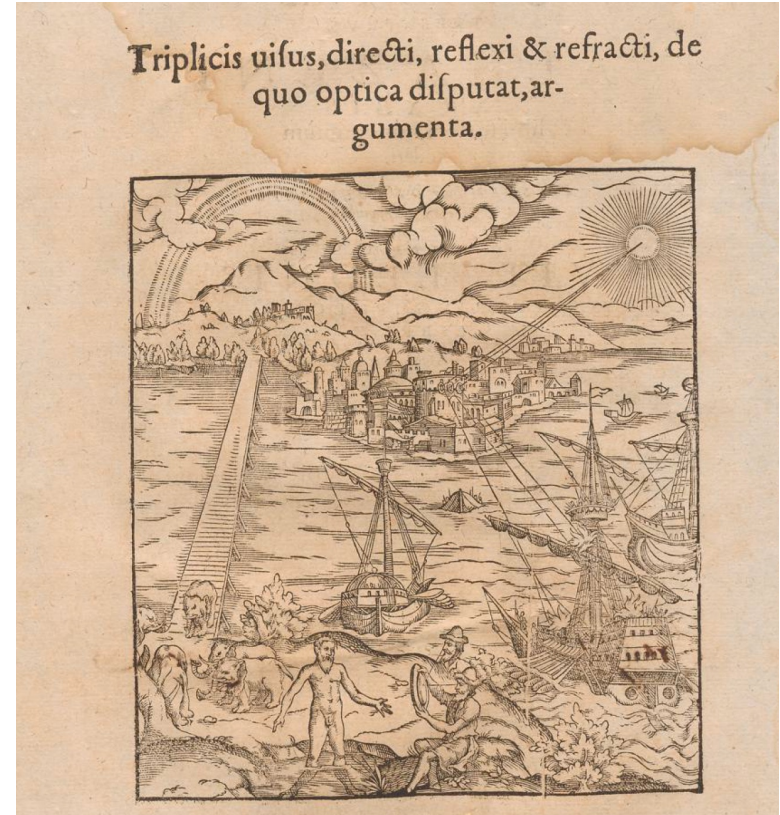 Triplicis uiſus,directi, reflexi & refracti, de
quo optica diſputat,ar-
gumenta.